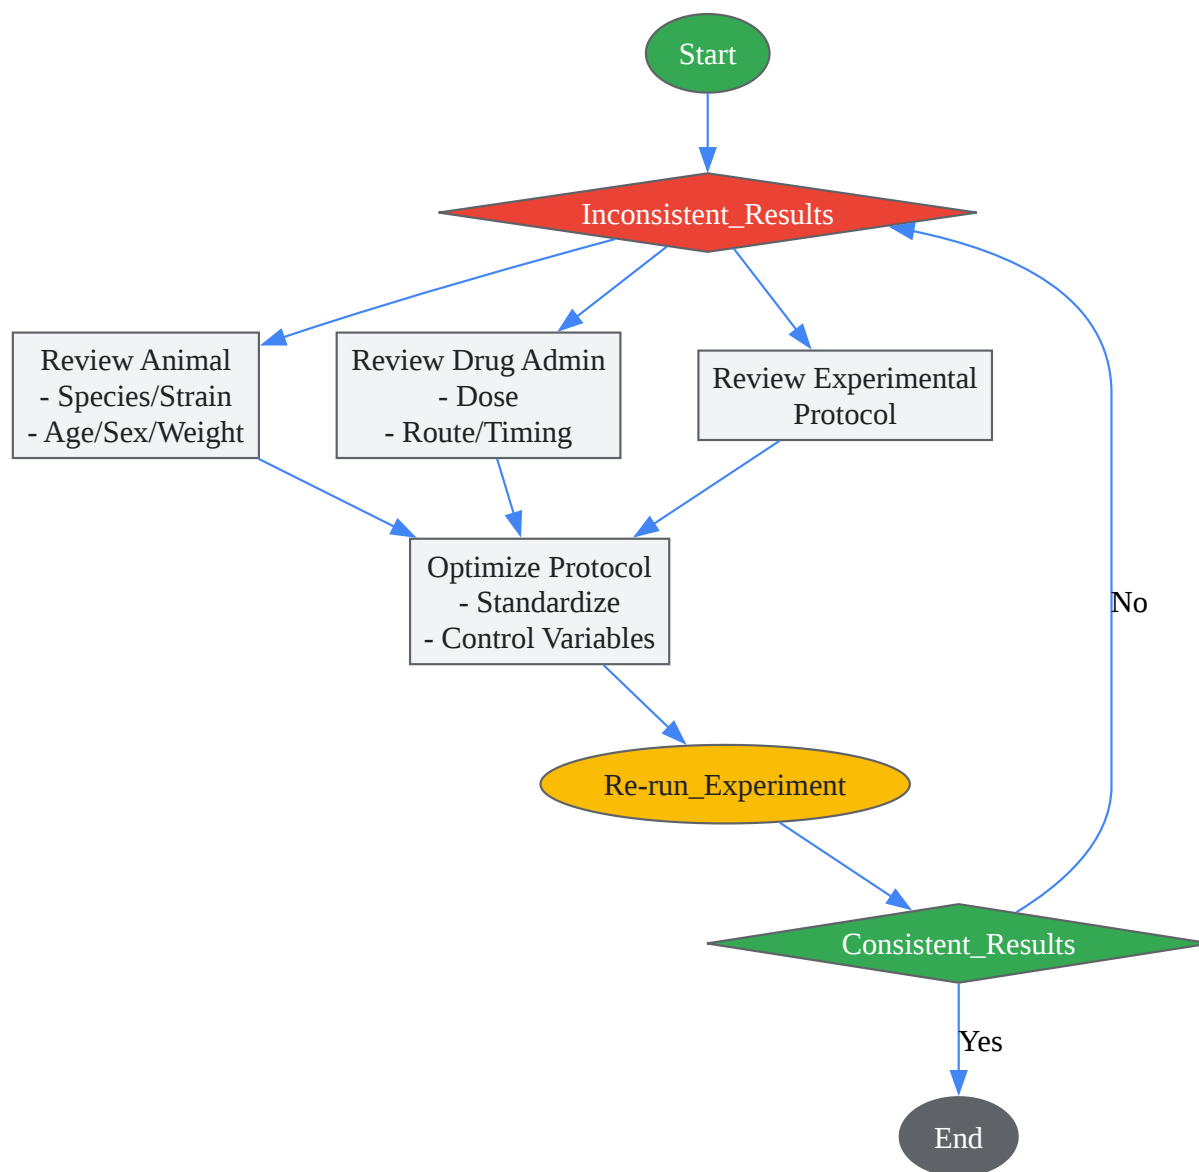 Start
Inconsistent_Results
Review Animal
- Species/Strain
- Age/Sex/Weight
Review Drug Admin
- Dose
- Route/Timing
Review Experimental
Protocol
Optimize Protocol
- Standardize
- Control Variables
No
Re-run_Experiment
Consistent_Results
Yes
End